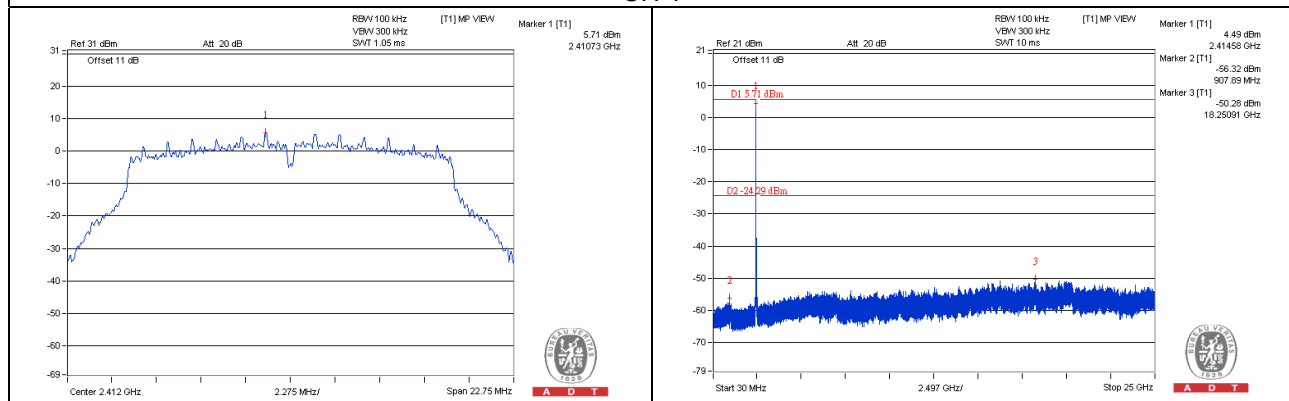 RBW 100 kHz [T1] MP VIEW
VBW 300 kHz
Ref 31 dBm Att 20 dB SWT 1.05 ms
Marker 1 [T1]
5.71 dBm
2.41073 GHz
31
Offset 11 dB
20
10
0
-10
-20
-30
-40
-50
-60
-69
1
Center 2.412 GHz 2.275 MHz/ Span 22.75 MHz
BUREAU VERITAS
1828
A D T
RBW 100 kHz [T1] MP VIEW
VBW 300 kHz
Ref 21 dBm Att 20 dB SWT 10 ms
Marker 1 [T1]
4.49 dBm
2.41458 GHz
Marker 2 [T1]
-56.32 dBm
907.89 MHz
Marker 3 [T1]
-50.28 dBm
18.25091 GHz
21
Offset 11 dB
10
0
-10
-20
-30
-40
-50
-60
-70
-79
D1 5.71 dBm
D2 -24.29 dBm
2
3
Start 30 MHz 2.497 GHz/ Stop 25 GHz
BUREAU VERITAS
1828
A D T